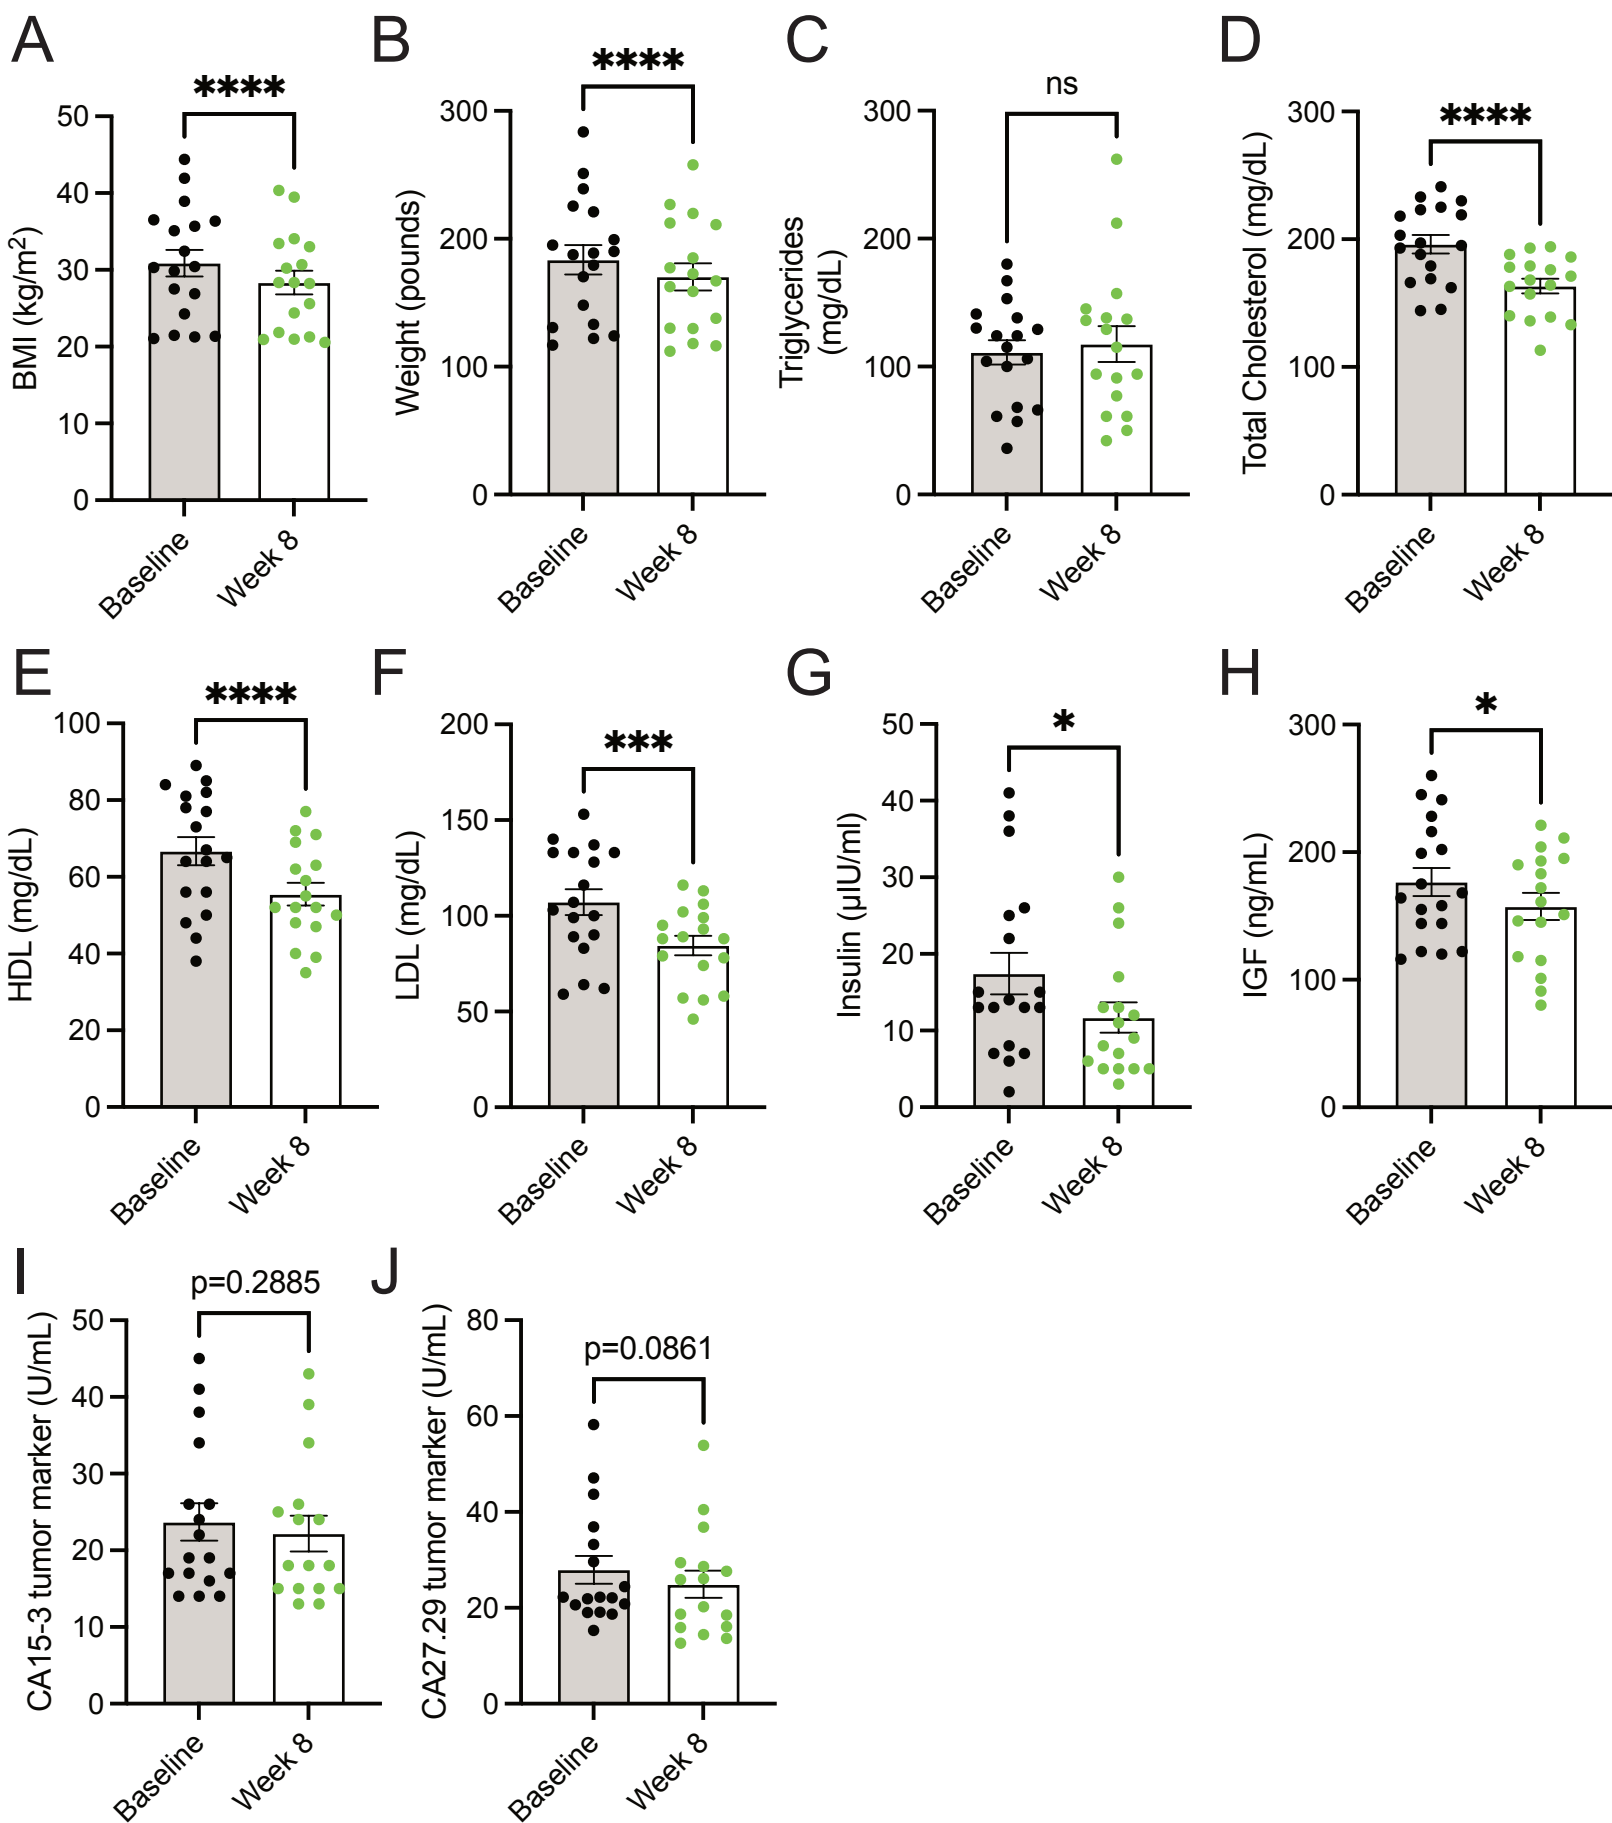 A
B
C
D
****
****
ns
****
BMI (kg/m²)
50
40
30
20
10
0
Baseline
Week 8
Weight (pounds)
300
200
100
0
Baseline
Week 8
Triglycerides
(mg/dL)
300
200
100
0
Baseline
Week 8
Total Cholesterol (mg/dL)
300
200
100
0
Baseline
Week 8
E
F
G
H
****
***
*
*
HDL (mg/dL)
100
80
60
40
20
0
Baseline
Week 8
LDL (mg/dL)
200
150
100
50
0
Baseline
Week 8
Insulin (μIU/ml)
50
40
30
20
10
0
Baseline
Week 8
IGF (ng/mL)
300
200
100
0
Baseline
Week 8
I
J
p=0.2885
p=0.0861
CA15-3 tumor marker (U/mL)
50
40
30
20
10
0
Baseline
Week 8
CA27.29 tumor marker (U/mL)
80
60
40
20
0
Baseline
Week 8